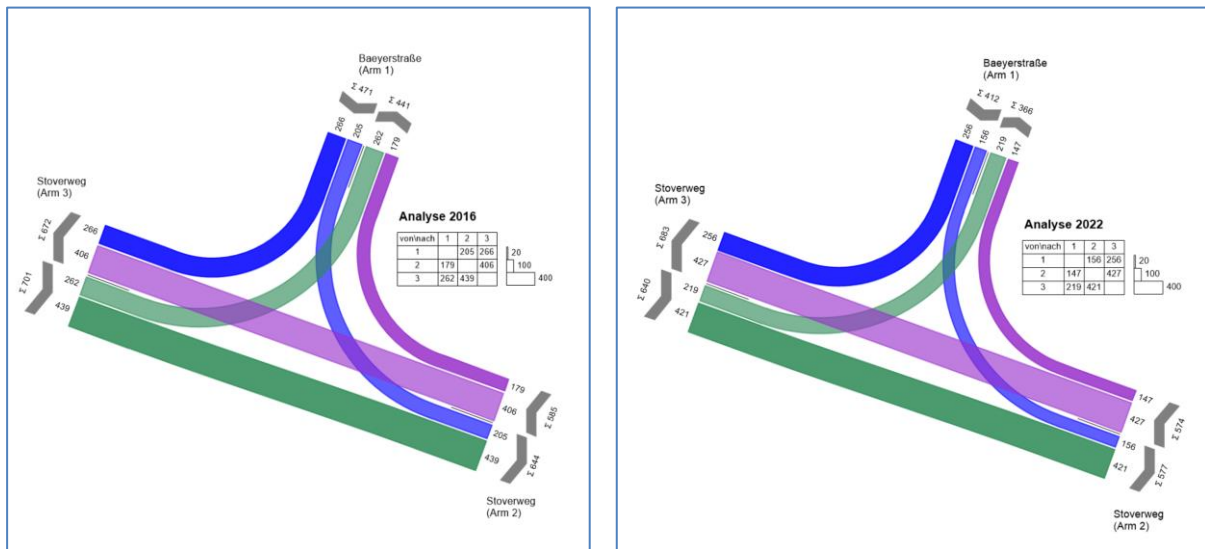 Baeyerstraße
(Arm 1)
Σ 471
Σ 441
266
205
262
179
Stoverweg
(Arm 3)
Σ 672
Σ 701
266
406
262
439
Analyse 2016
von\nach 1 2 3
1 205 266
2 179 406
3 262 439
20
100
400
179
406
205
439
Σ 585
Σ 644
Stoverweg
(Arm 2)
Baeyerstraße
(Arm 1)
Σ 412
Σ 366
256
156
219
147
Stoverweg
(Arm 3)
Σ 683
Σ 640
256
427
219
421
Analyse 2022
von\nach 1 2 3
1 156 256
2 147 427
3 219 421
20
100
400
147
427
156
421
Σ 574
Σ 577
Stoverweg
(Arm 2)